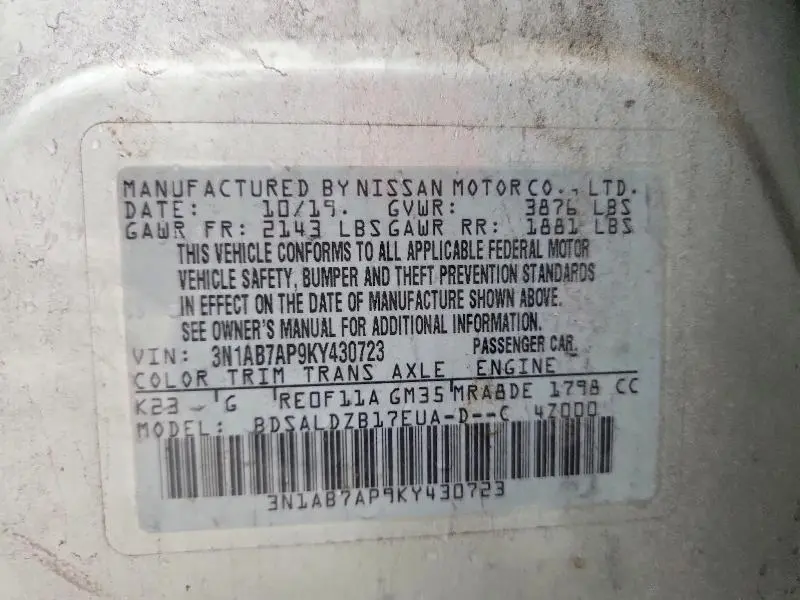 MANUFACTURED BY NISSAN MOTOR CO., LTD.
DATE: 10/19. GVWR: 3876 LBS
GAWR FR: 2143 LBS GAWR RR: 1881 LBS
THIS VEHICLE CONFORMS TO ALL APPLICABLE FEDERAL MOTOR
VEHICLE SAFETY, BUMPER AND THEFT PREVENTION STANDARDS
IN EFFECT ON THE DATE OF MANUFACTURE SHOWN ABOVE.
SEE OWNER'S MANUAL FOR ADDITIONAL INFORMATION.
VIN: 3N1AB7AP9KY430723 PASSENGER CAR
COLOR TRIM TRANS AXLE ENGINE
K23 - G RE0F11A GM35 MRA8DE 1798 CC
MODEL: BDSALDZB17EUA-D--C 4Z000
3N1AB7AP9KY430723